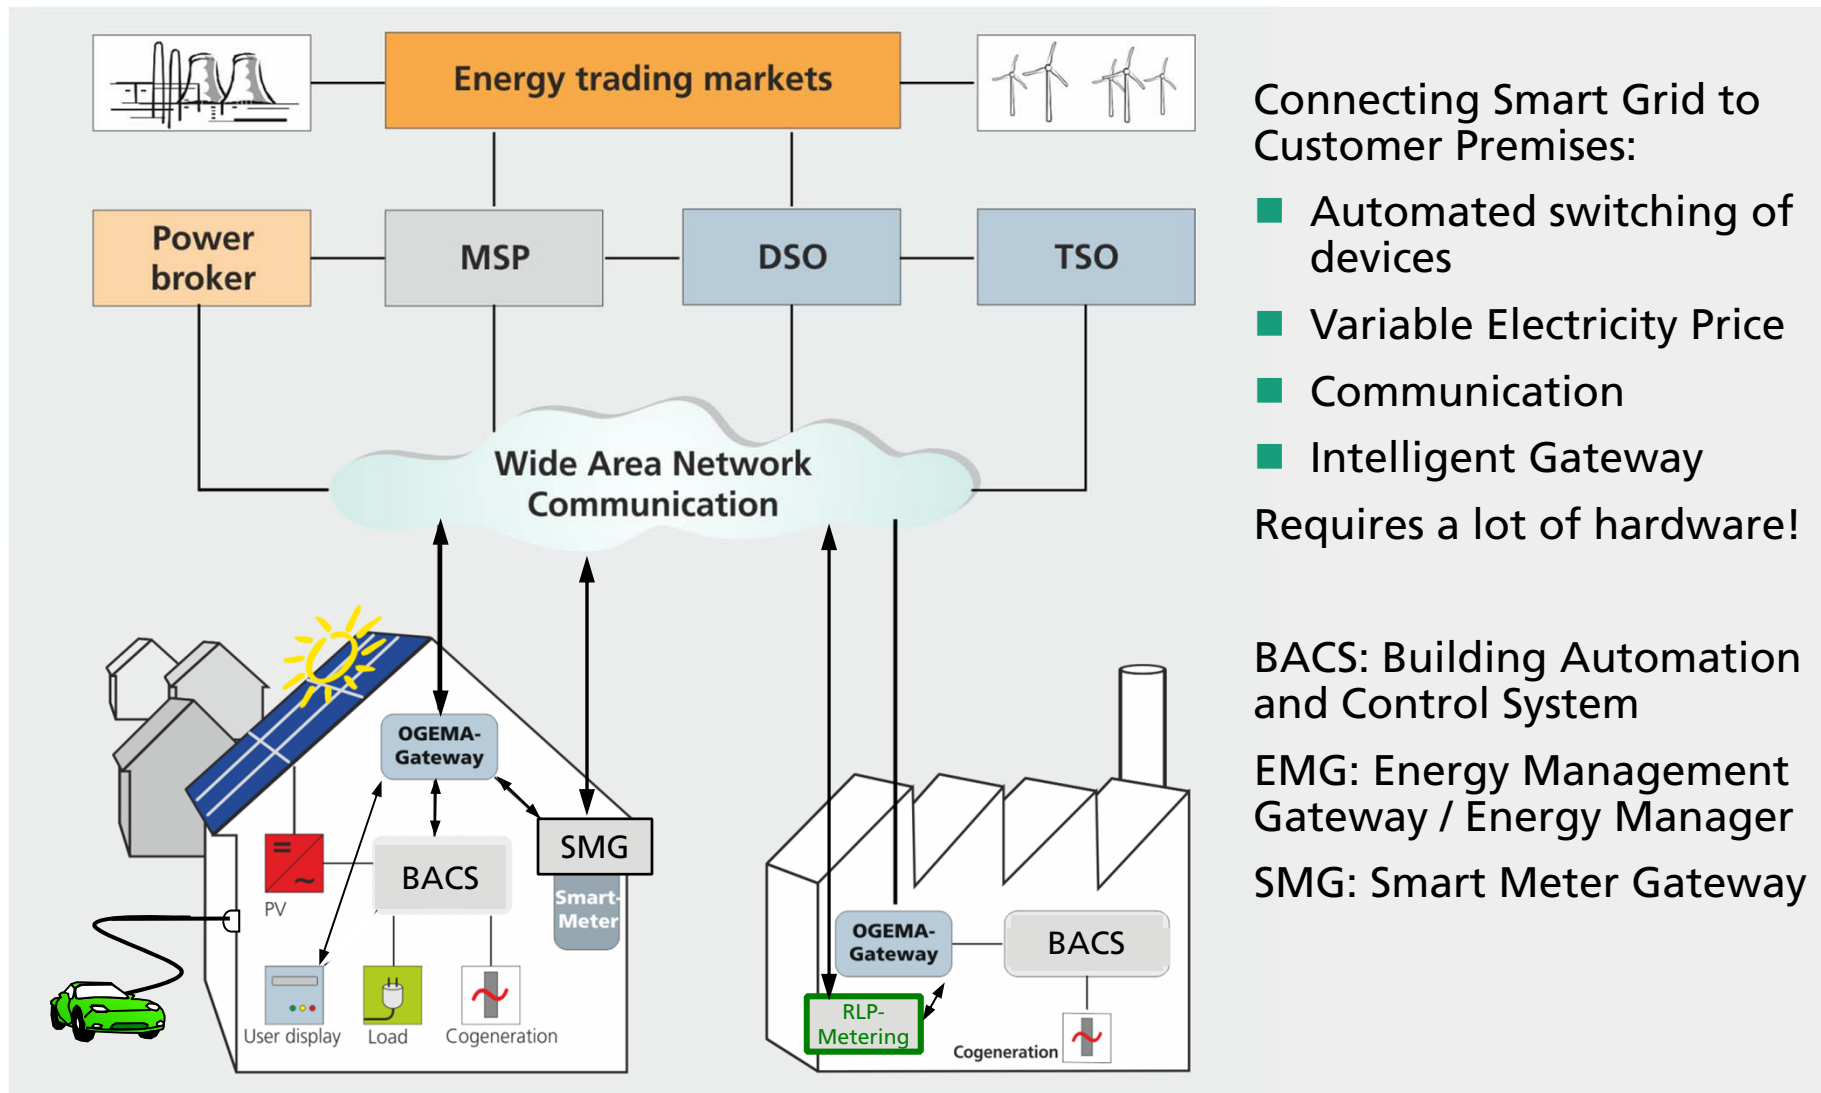 Energy trading markets
Power
broker
MSP
DSO
TSO
Wide Area Network
Communication
OGEMA-
Gateway
SMG
BACS
Smart-
Meter
PV
User display
Load
Cogeneration
OGEMA-
Gateway
BACS
RLP-
Metering
Cogeneration
Connecting Smart Grid to
Customer Premises:
Automated switching of
devices
Variable Electricity Price
Communication
Intelligent Gateway
Requires a lot of hardware!
BACS: Building Automation
and Control System
EMG: Energy Management
Gateway / Energy Manager
SMG: Smart Meter Gateway